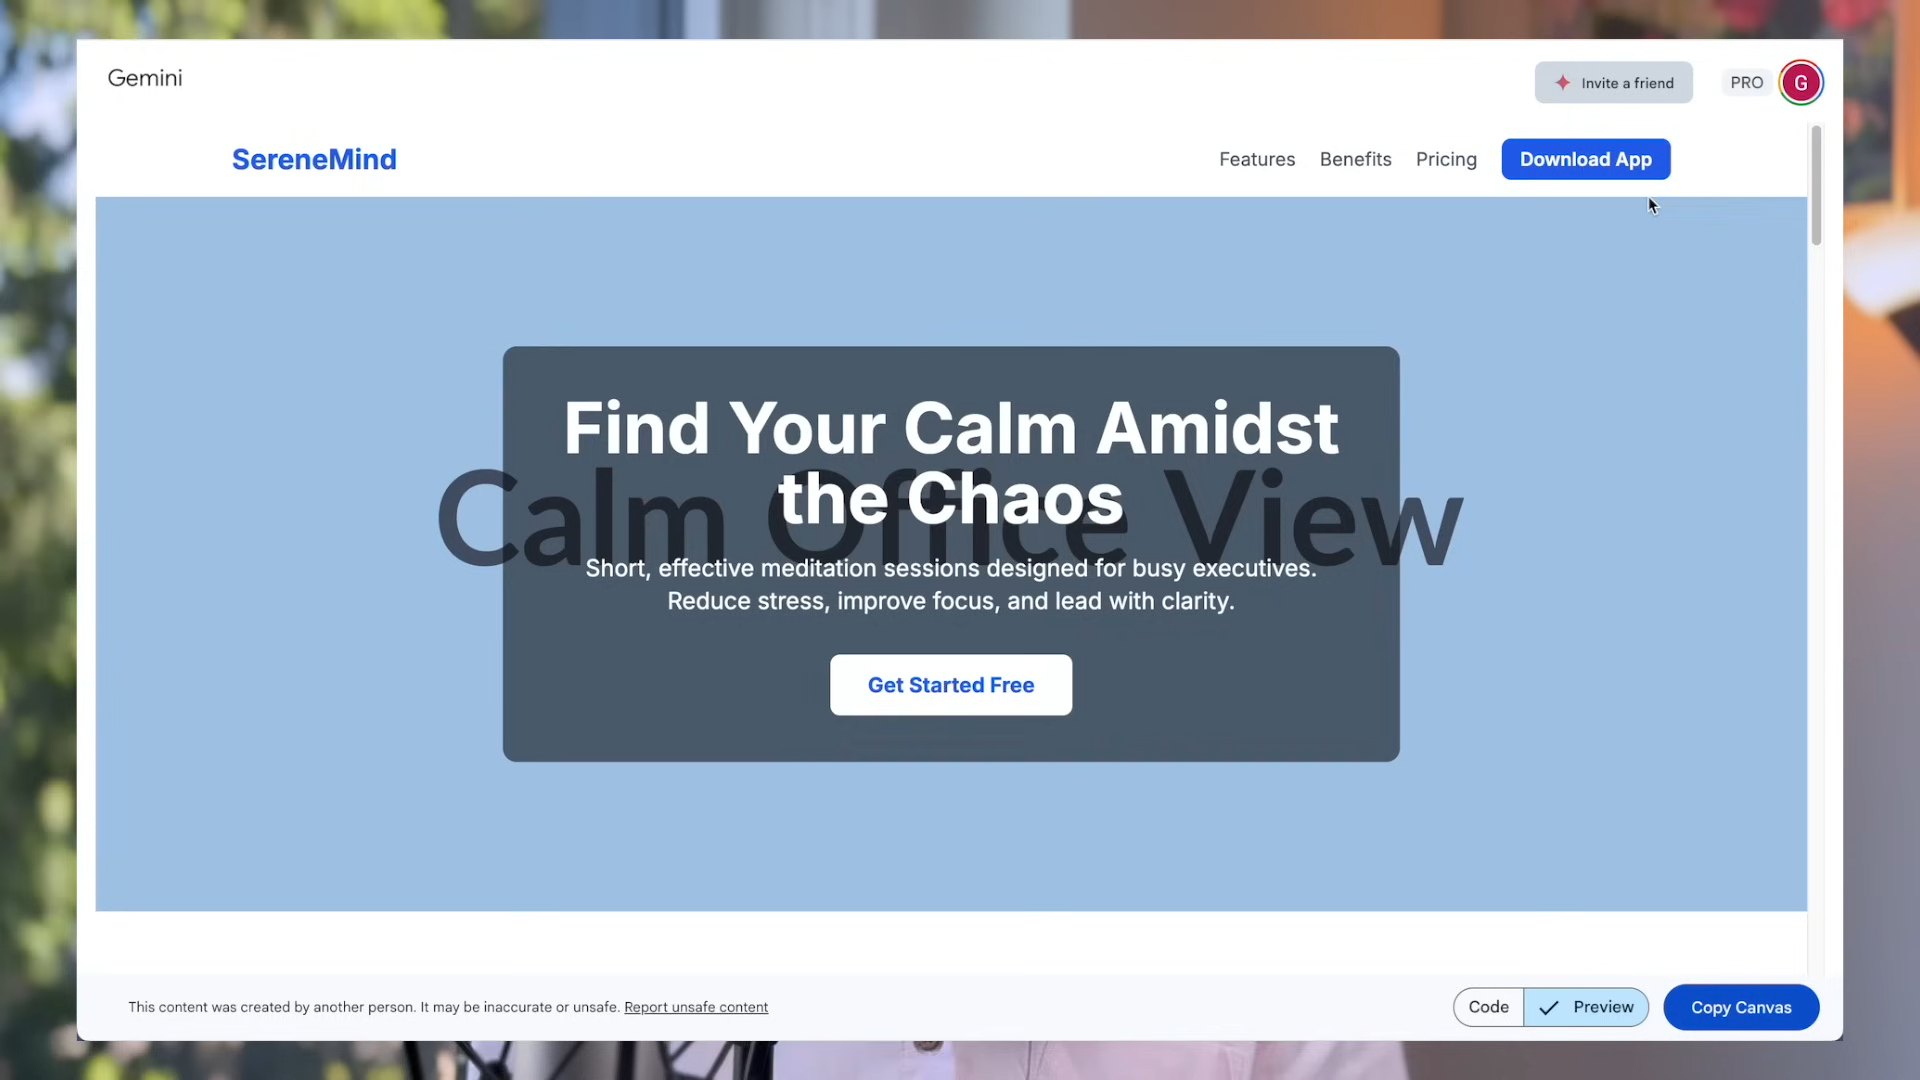 Gemini
Invite a friend
PRO
G
SereneMind
Features
Benefits
Pricing
Download App
Calm Office View
Find Your Calm Amidst
the Chaos
Short, effective meditation sessions designed for busy executives.
Reduce stress, improve focus, and lead with clarity.
Get Started Free
This content was created by another person. It may be inaccurate or unsafe. Report unsafe content
Code
Preview
Copy Canvas